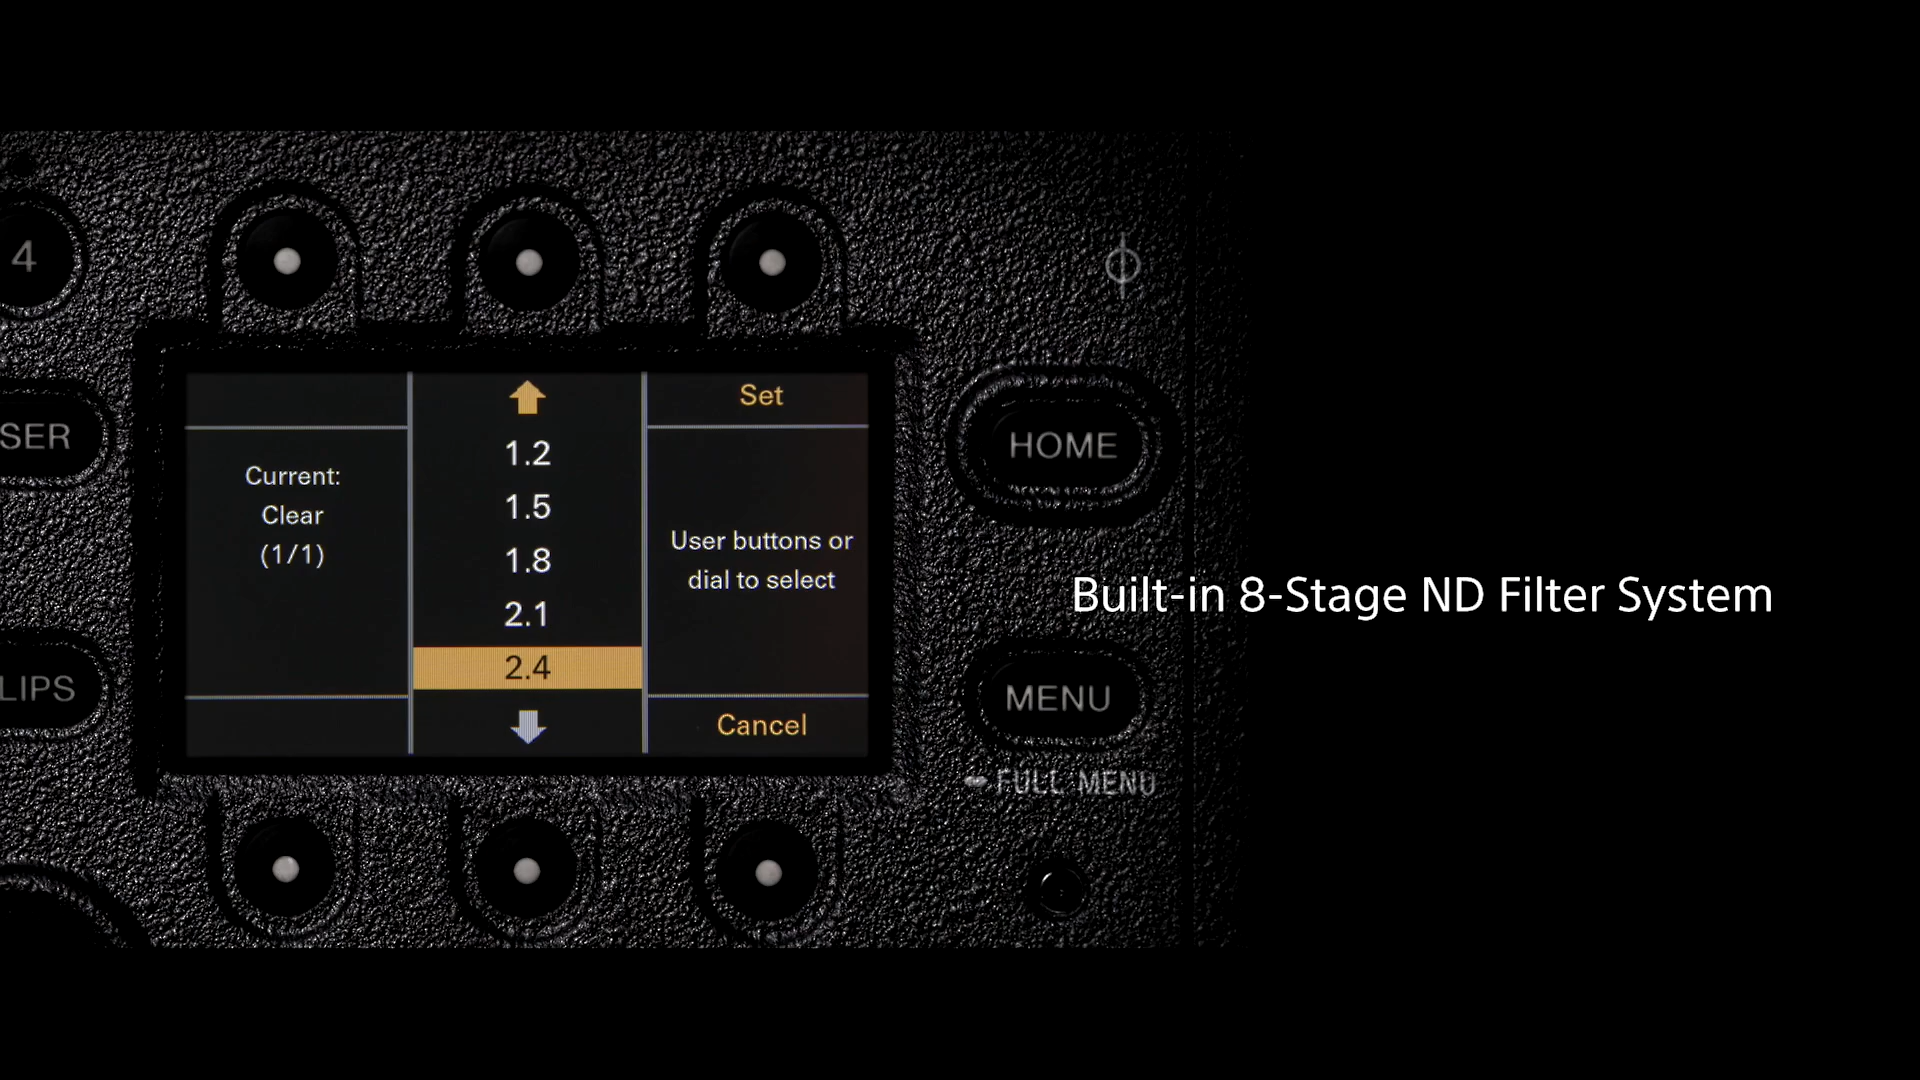 4
SER
LIPS
Current:
Clear
(1/1)
1.2
1.5
1.8
2.1
2.4
Set
User buttons or
dial to select
Cancel
HOME
MENU
FULL MENU
Built-in 8-Stage ND Filter System